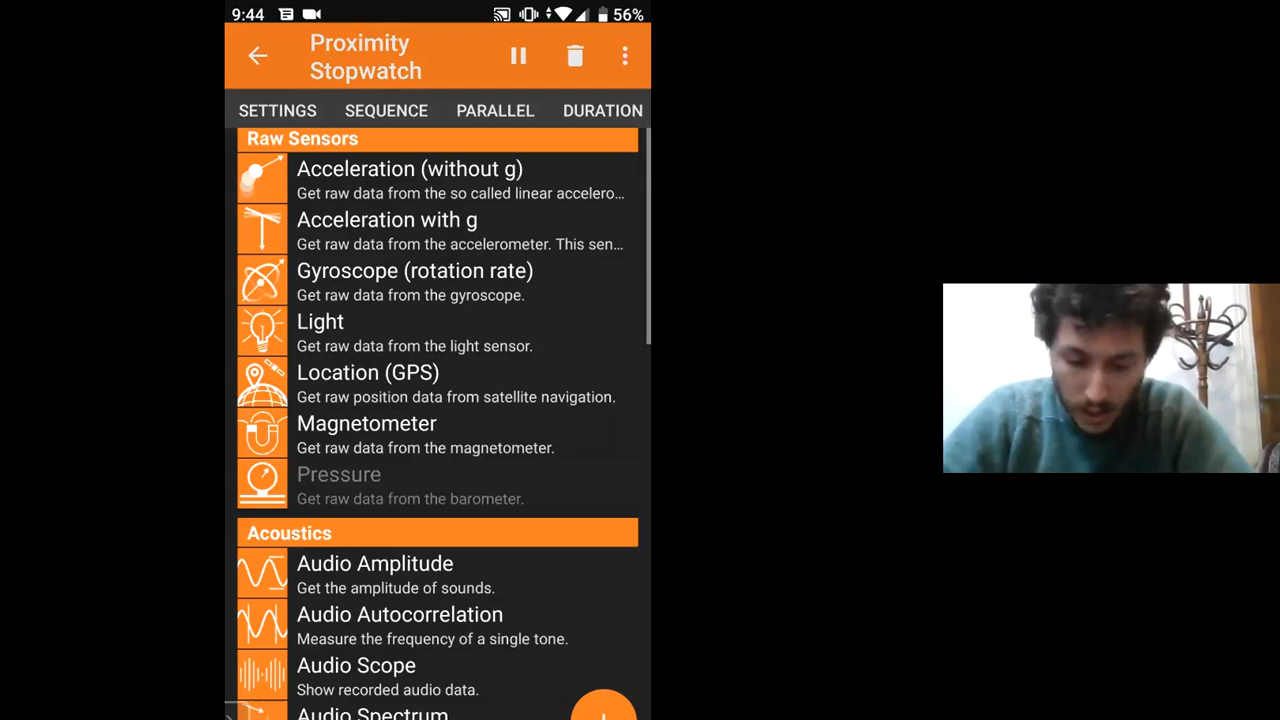 9:44
56%
Proximity
Stopwatch
SETTINGS SEQUENCE PARALLEL DURATION
Raw Sensors
Acceleration (without g)
Get raw data from the so called linear accelero…
Acceleration with g
Get raw data from the accelerometer. This sen…
Gyroscope (rotation rate)
Get raw data from the gyroscope.
Light
Get raw data from the light sensor.
Location (GPS)
Get raw position data from satellite navigation.
Magnetometer
Get raw data from the magnetometer.
Pressure
Get raw data from the barometer.
Acoustics
Audio Amplitude
Get the amplitude of sounds.
Audio Autocorrelation
Measure the frequency of a single tone.
Audio Scope
Show recorded audio data.
Audio Spectrum